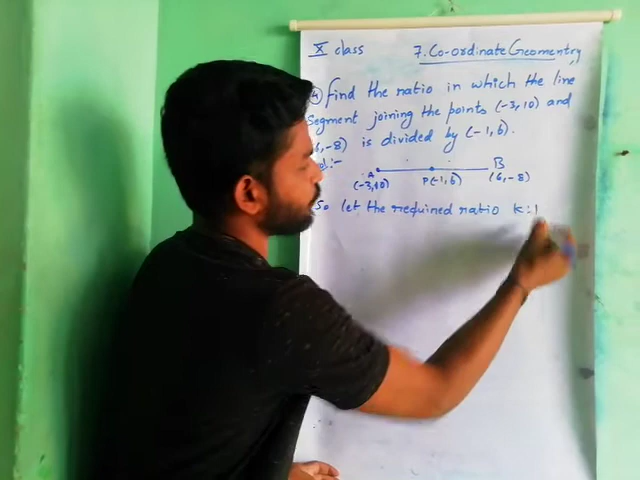 X class 7. Co-ordinate Geomentry
④ find the ratio in which the line
Segment joining the points (-3,10) and
6,-8) is divided by (-1,6).
ol:-
A P B
(-3,10) P(-1,6) (6,-8)
So let the required ratio K:1